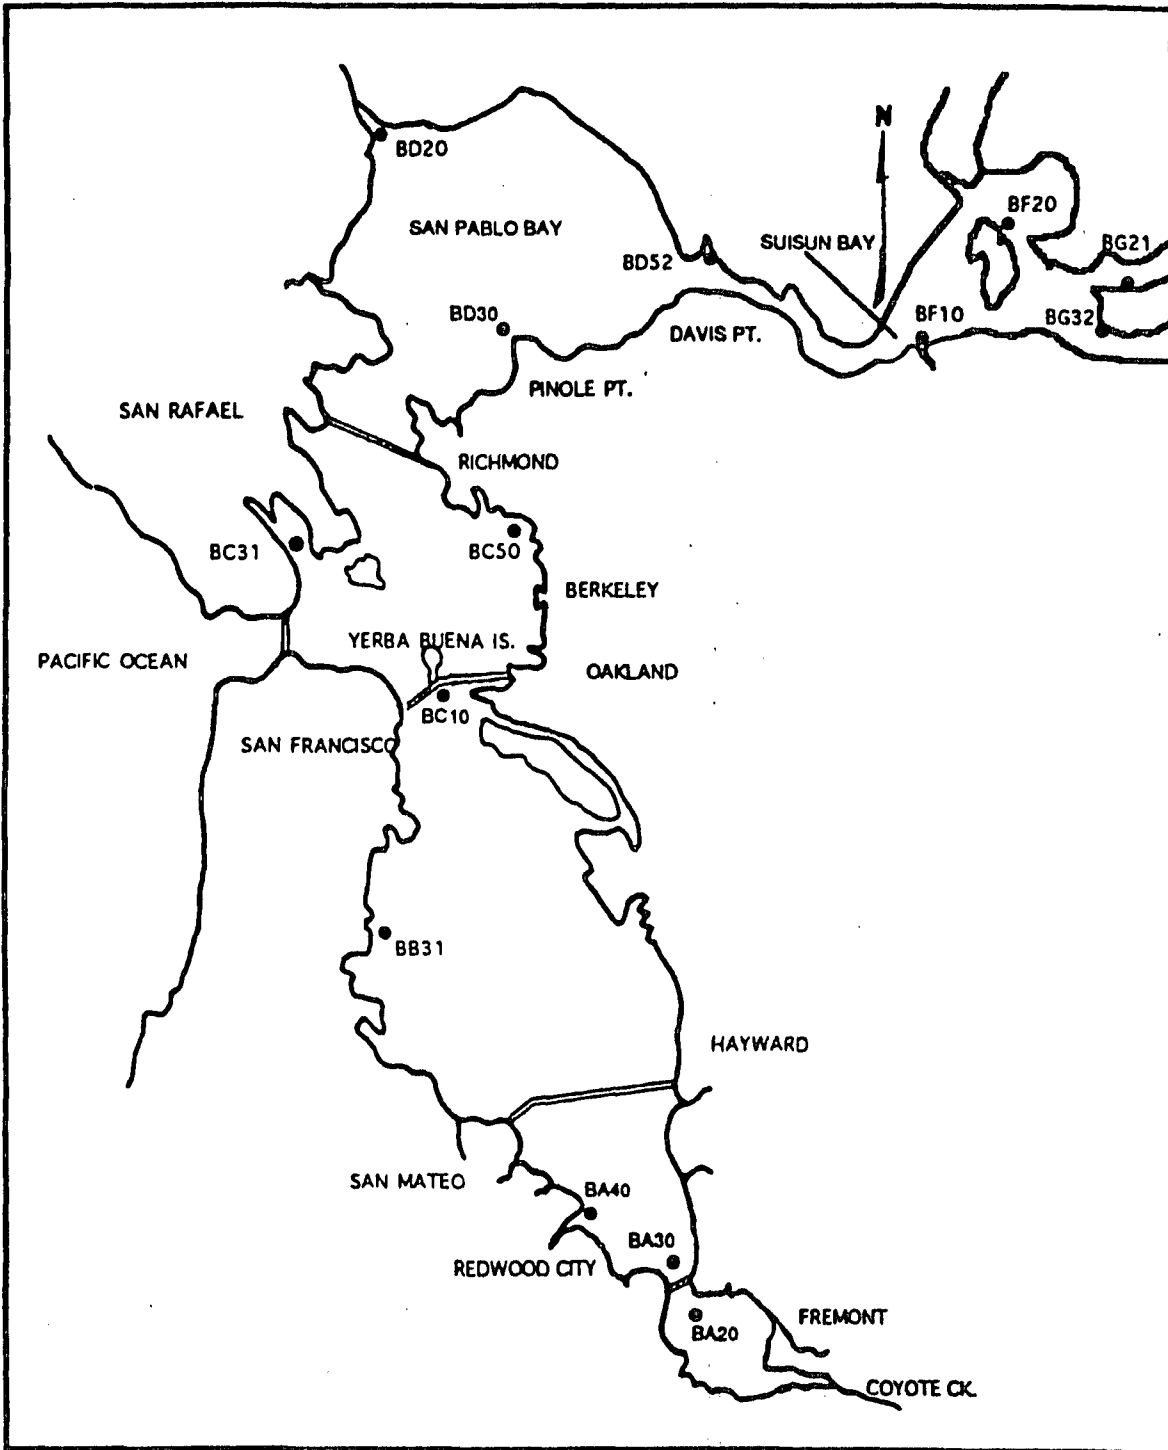 N
BD20
BF20
SAN PABLO BAY
SUISUN BAY
BG21
BD52
BD30
BF10
BG32
DAVIS PT.
PINOLE PT.
SAN RAFAEL
RICHMOND
BC31
BC50
BERKELEY
YERBA BUENA IS.
PACIFIC OCEAN
OAKLAND
BC10
SAN FRANCISCO
BB31
HAYWARD
SAN MATEO
BA40
BA30
REDWOOD CITY
FREMONT
BA20
COYOTE CK.